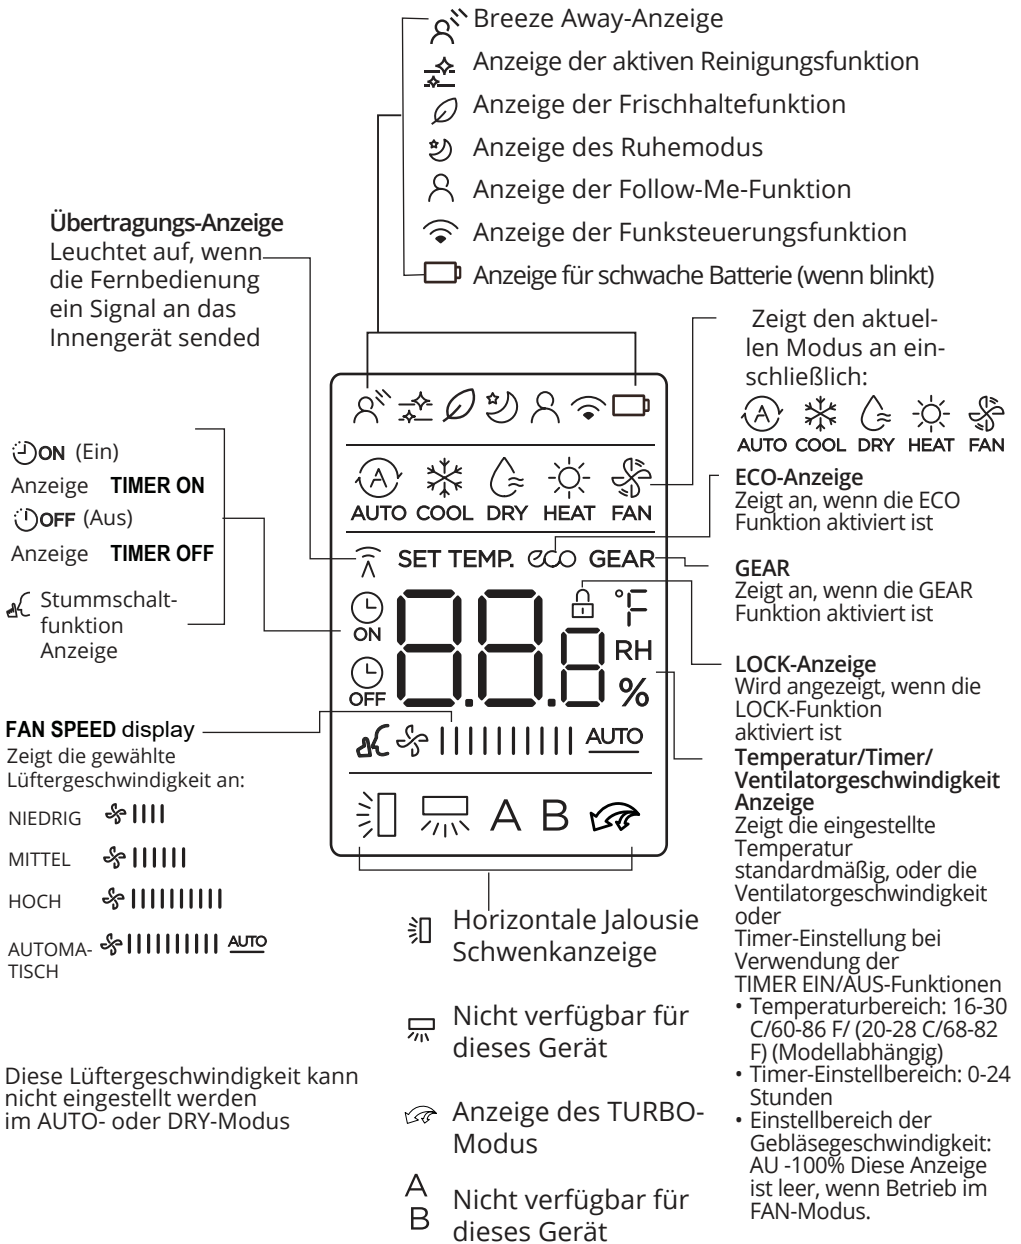 Breeze Away-Anzeige
Anzeige der aktiven Reinigungsfunktion
Anzeige der Frischhaltefunktion
Anzeige des Ruhemodus
Anzeige der Follow-Me-Funktion
Anzeige der Funksteuerungsfunktion
Anzeige für schwache Batterie (wenn blinkt)
Übertragungs-Anzeige
Leuchtet auf, wenn
die Fernbedienung
ein Signal an das
Innengerät sended
Zeigt den aktuel-
len Modus an ein-
schließlich:
A
AUTO COOL DRY HEAT FAN
ON (Ein)
Anzeige TIMER ON
OFF (Aus)
Anzeige TIMER OFF
Stummschalt-
funktion
Anzeige
A
AUTO COOL DRY HEAT FAN
SET TEMP. eco GEAR
ON
OFF
88.8
°F
RH
%
AUTO
A B
ECO-Anzeige
Zeigt an, wenn die ECO
Funktion aktiviert ist
GEAR
Zeigt an, wenn die GEAR
Funktion aktiviert ist
LOCK-Anzeige
Wird angezeigt, wenn die
LOCK-Funktion
aktiviert ist
Temperatur/Timer/
Ventilatorgeschwindigkeit
Anzeige
Zeigt die eingestellte
Temperatur
standardmäßig, oder die
Ventilatorgeschwindigkeit
oder
Timer-Einstellung bei
Verwendung der
TIMER EIN/AUS-Funktionen
• Temperaturbereich: 16-30
C/60-86 F/ (20-28 C/68-82
F) (Modellabhängig)
• Timer-Einstellbereich: 0-24
Stunden
• Einstellbereich der
Gebläsegeschwindigkeit:
AU -100% Diese Anzeige
ist leer, wenn Betrieb im
FAN-Modus.
FAN SPEED display
Zeigt die gewählte
Lüftergeschwindigkeit an:
NIEDRIG
MITTEL
HOCH
AUTOMA-
TISCH
AUTO
Diese Lüftergeschwindigkeit kann
nicht eingestellt werden
im AUTO- oder DRY-Modus
Horizontale Jalousie
Schwenkanzeige
Nicht verfügbar für
dieses Gerät
Anzeige des TURBO-
Modus
A
B
Nicht verfügbar für
dieses Gerät